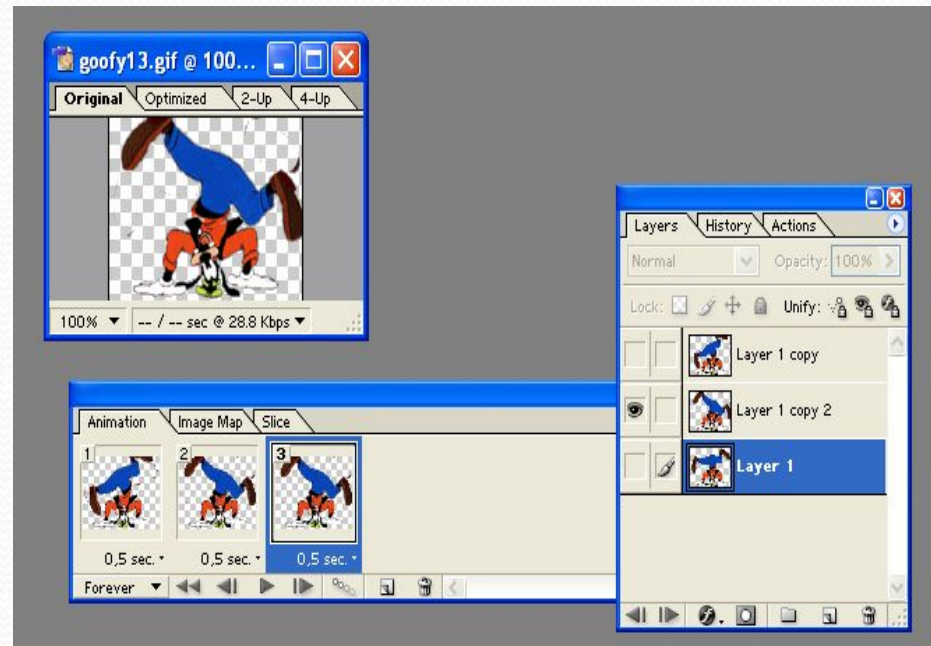 goofy13.gif @ 100...
Original Optimized 2-Up 4-Up
100% -- / -- sec @ 28.8 Kbps
Layers History Actions
Normal Opacity: 100%
Lock: Unify:
Layer 1 copy
Layer 1 copy 2
Layer 1
Animation Image Map Slice
1 2 3
0,5 sec. 0,5 sec. 0,5 sec.
Forever